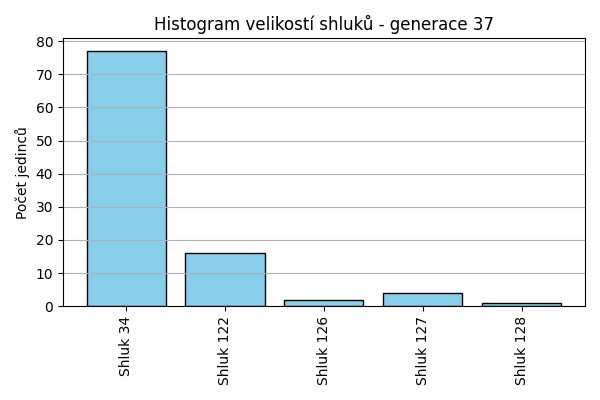 Histogram velikostí shluků - generace 37
Počet jedinců
80
70
60
50
40
30
20
10
0
Shluk 34
Shluk 122
Shluk 126
Shluk 127
Shluk 128